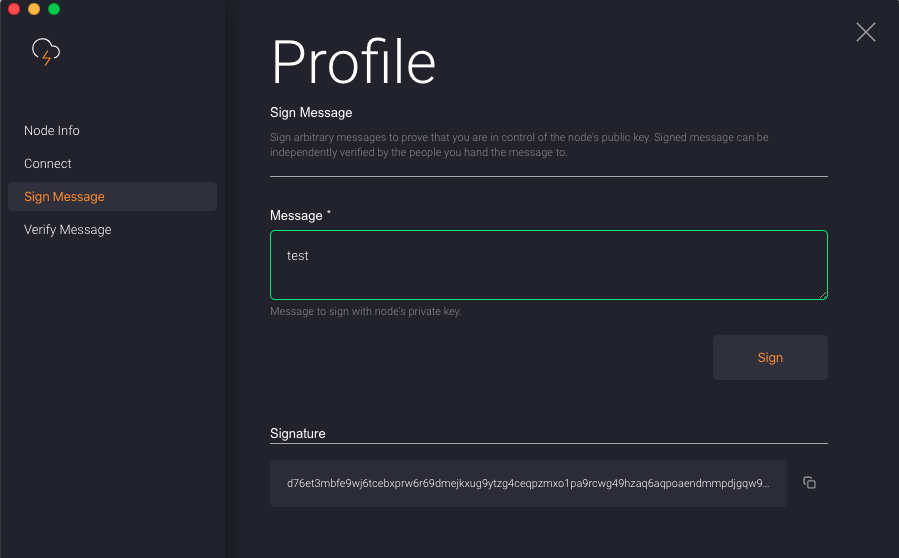 Profile
Node Info
Connect
Sign Message
Verify Message
Sign Message
Sign arbitrary messages to prove that you are in control of the node's public key. Signed message can be
independently verified by the people you hand the message to.
Message *
test
Message to sign with node's private key.
Sign
Signature
d76et3mbfe9wj6tcebxprw6r69dmejkxug9ytzg4ceqpzmxo1pa9rcwg49hzaq6aqpoaendmmpdjgqw9...